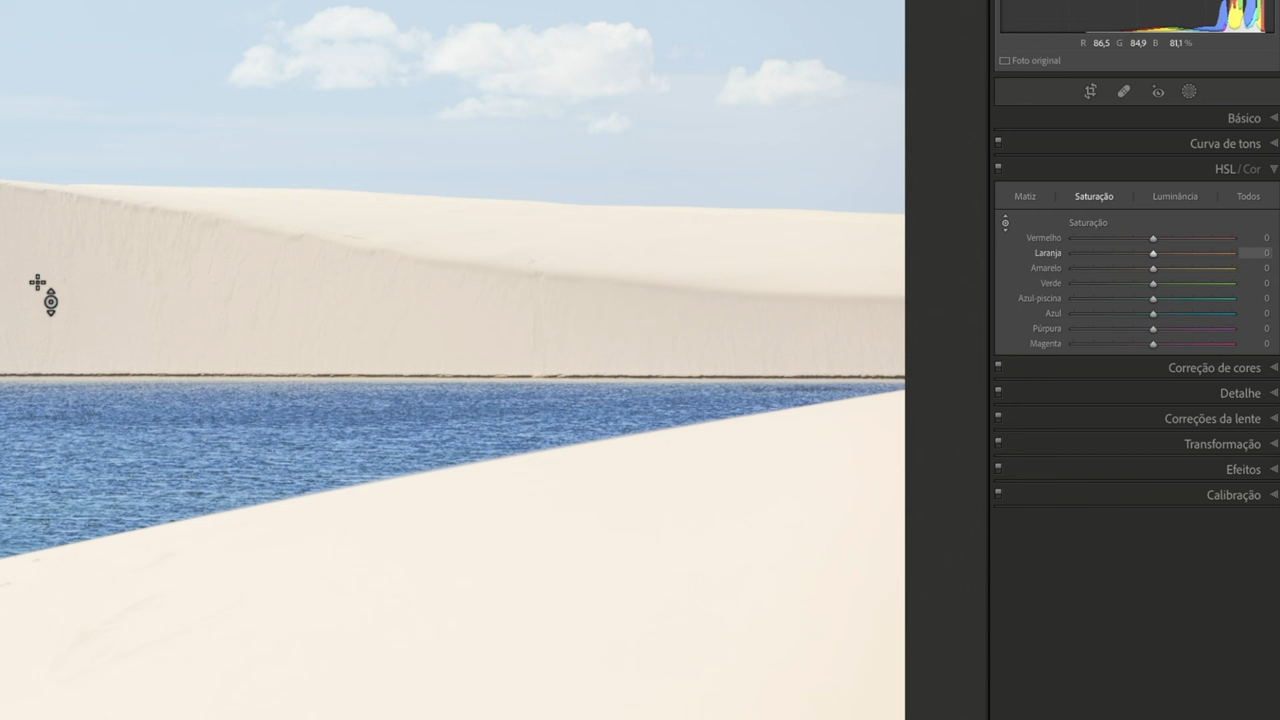 R 86,5 G 84,9 B 81,1 %
Foto original
Básico
Curva de tons
HSL / Cor
Matiz Saturação Luminância Todos
Saturação
Vermelho 0
Laranja 0
Amarelo 0
Verde 0
Azul-piscina 0
Azul 0
Púrpura 0
Magenta 0
Correção de cores
Detalhe
Correções da lente
Transformação
Efeitos
Calibração